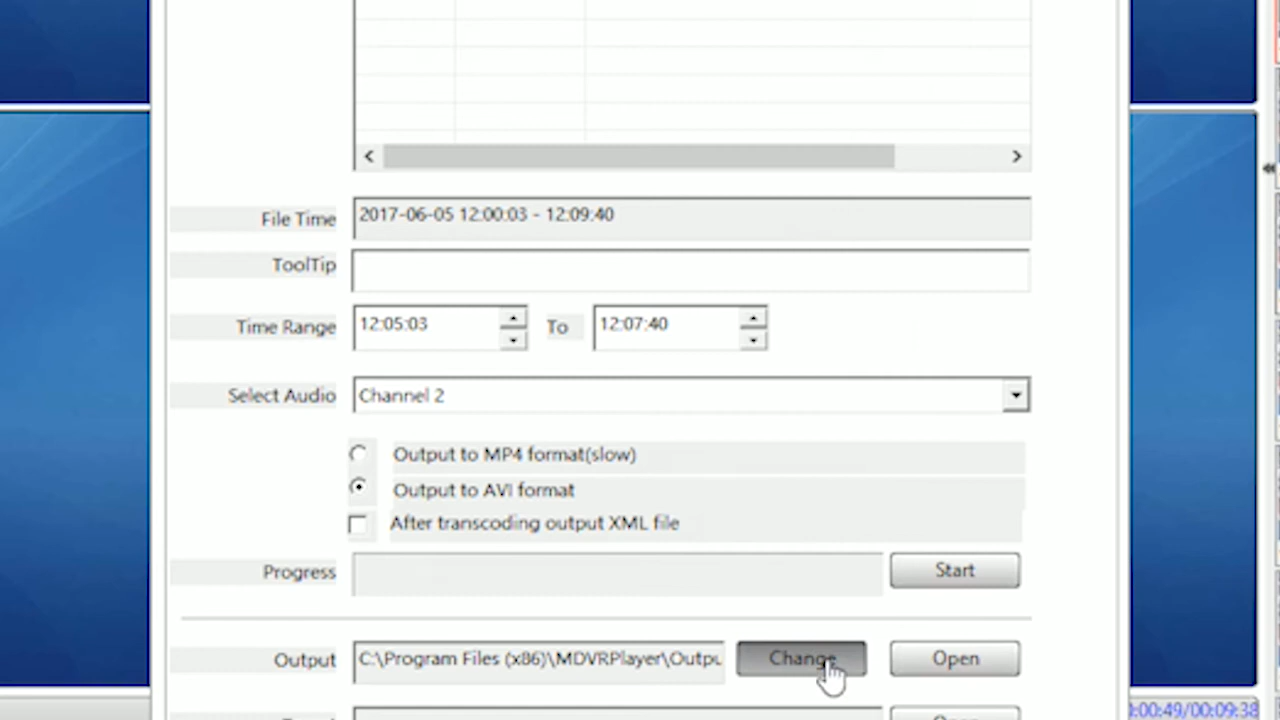 File Time 2017-06-05 12:00:03 - 12:09:40
ToolTip
Time Range 12:05:03 To 12:07:40
Select Audio Channel 2
Output to MP4 format(slow)
Output to AVI format
After transcoding output XML file
Progress Start
Output C:\Program Files (x86)\MDVRPlayer\Outpu Change Open
:00:49/00:09:38